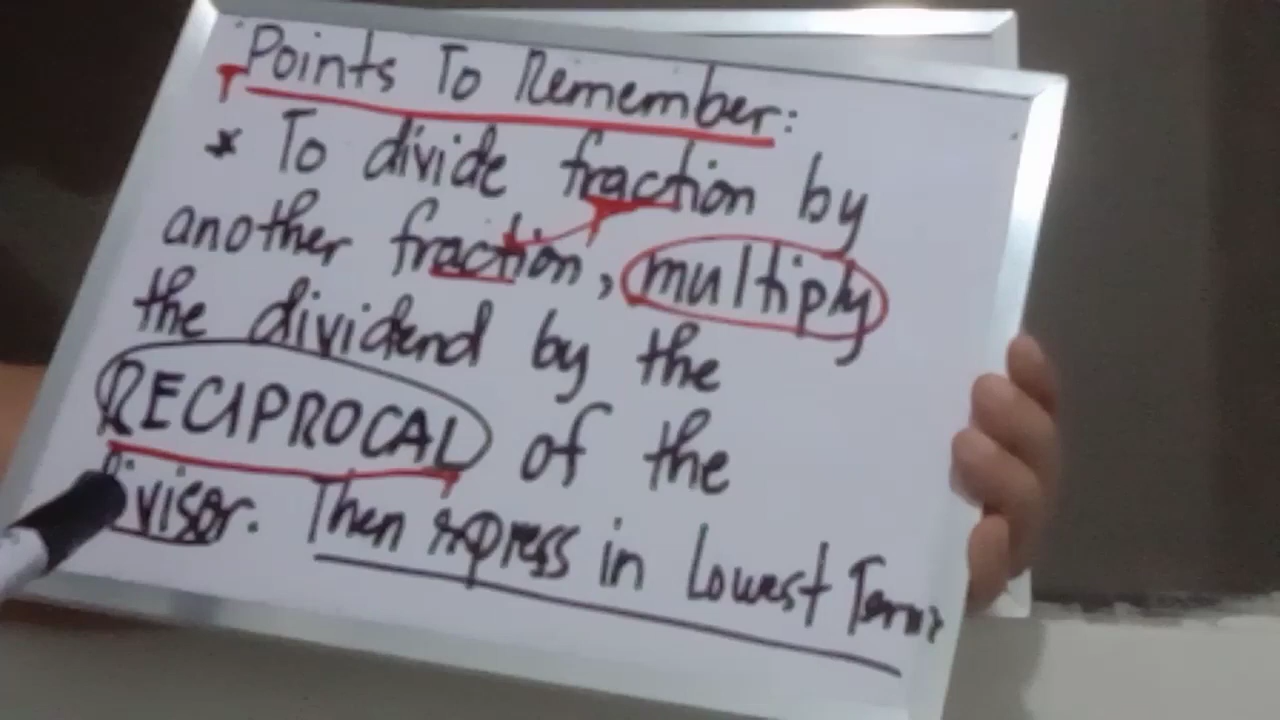 Points To Remember:
* To divide fraction by
another fraction, multiply
the dividend by the
RECIPROCAL of the
Divisor. Then express in Lowest Terms